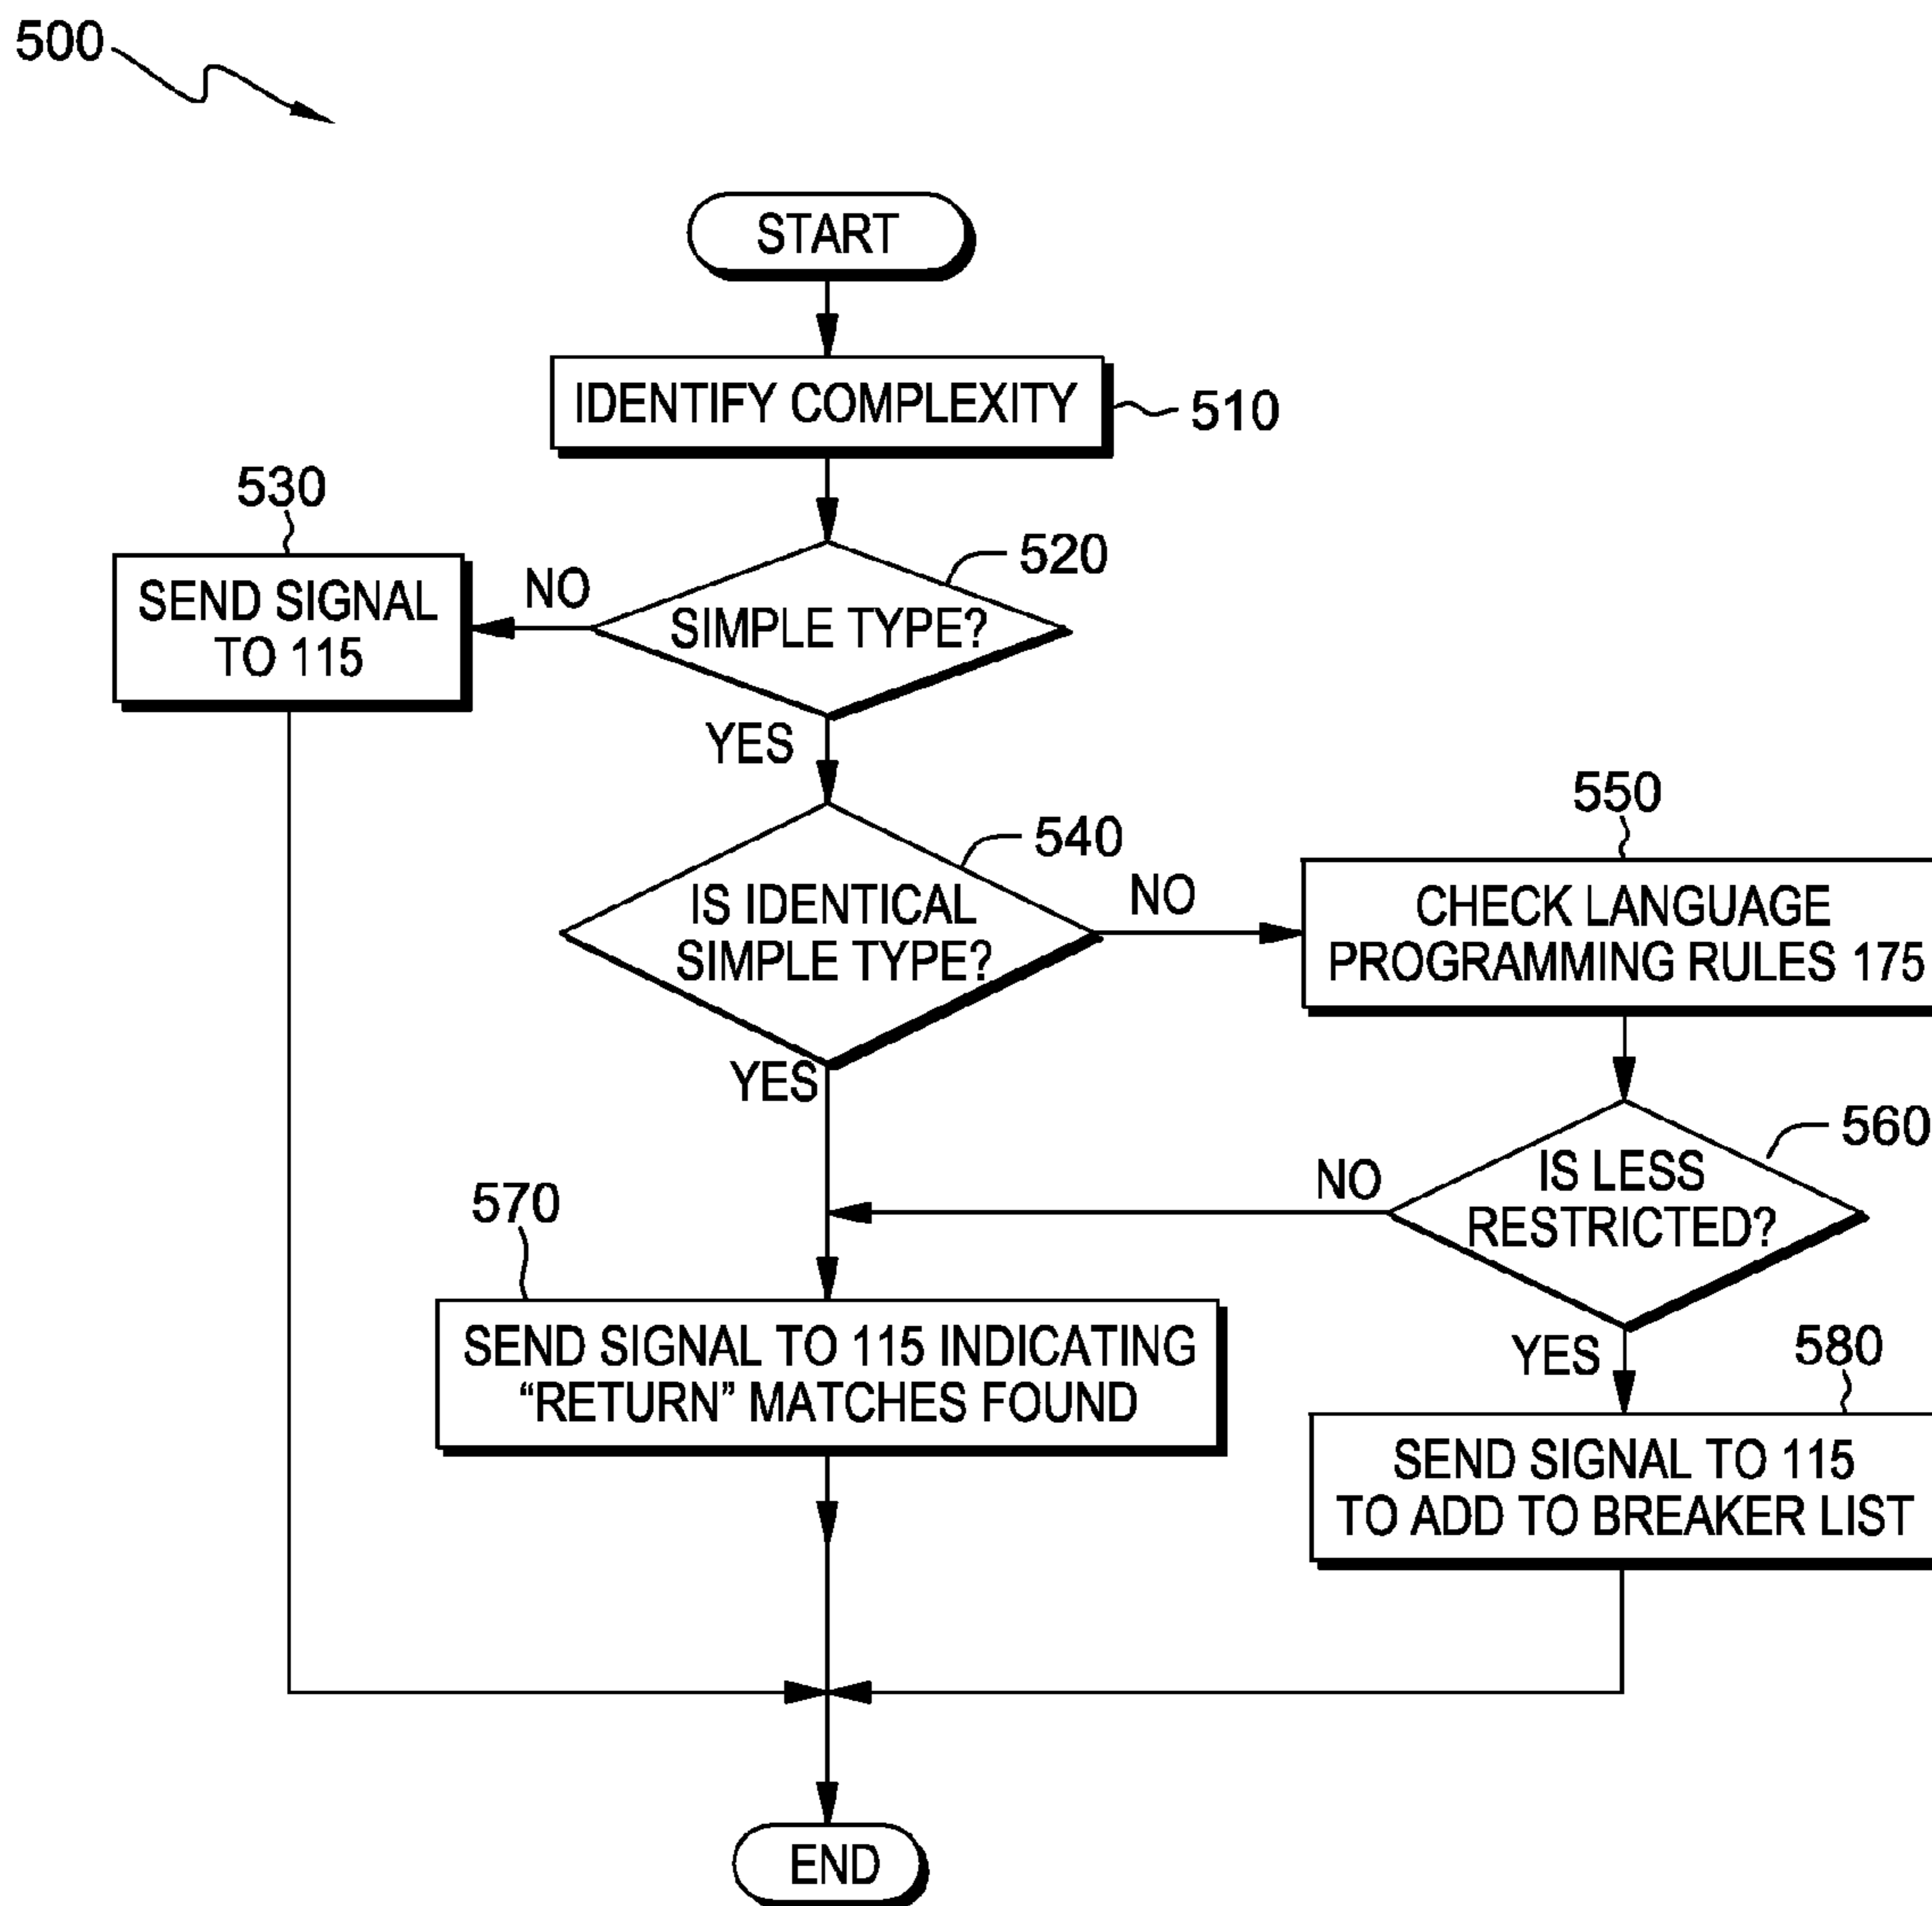 500
START
IDENTIFY COMPLEXITY
510
530
SEND SIGNAL
TO 115
NO
520
SIMPLE TYPE?
YES
540
IS IDENTICAL
SIMPLE TYPE?
NO
550
CHECK LANGUAGE
PROGRAMMING RULES 175
YES
560
IS LESS
RESTRICTED?
NO
570
SEND SIGNAL TO 115 INDICATING
“RETURN” MATCHES FOUND
YES
580
SEND SIGNAL TO 115
TO ADD TO BREAKER LIST
END